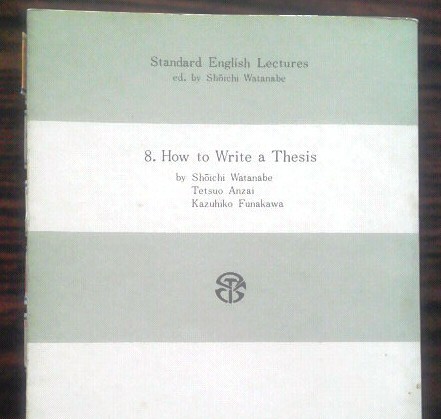 Standard English Lectures
ed. by Shōichi Watanabe
8. How to Write a Thesis
by Shōichi Watanabe
Tetsuo Anzai
Kazuhiko Funakawa